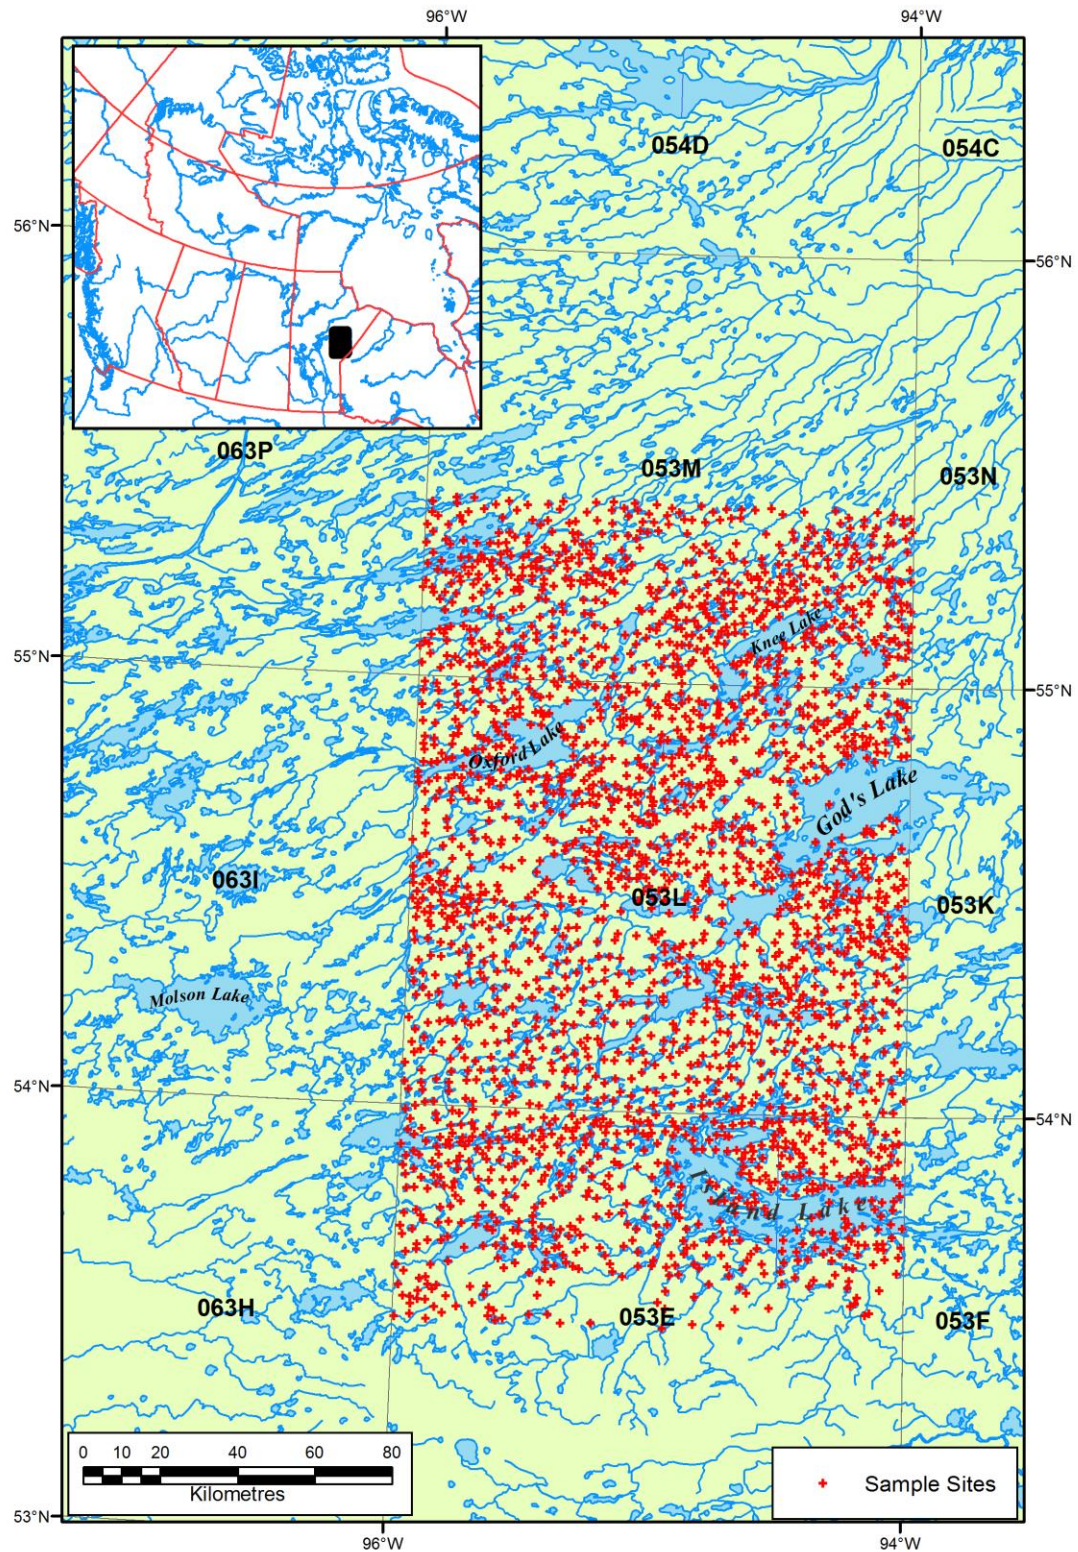 96°W
94°W
054D
054C
56°N
56°N
063P
053M
053N
Knee Lake
55°N
55°N
Oxford Lake
God's Lake
063I
053L
053K
Molson Lake
54°N
54°N
Island Lake
063H
053E
053F
0 10 20 40 60 80
Kilometres
Sample Sites
53°N
96°W
94°W